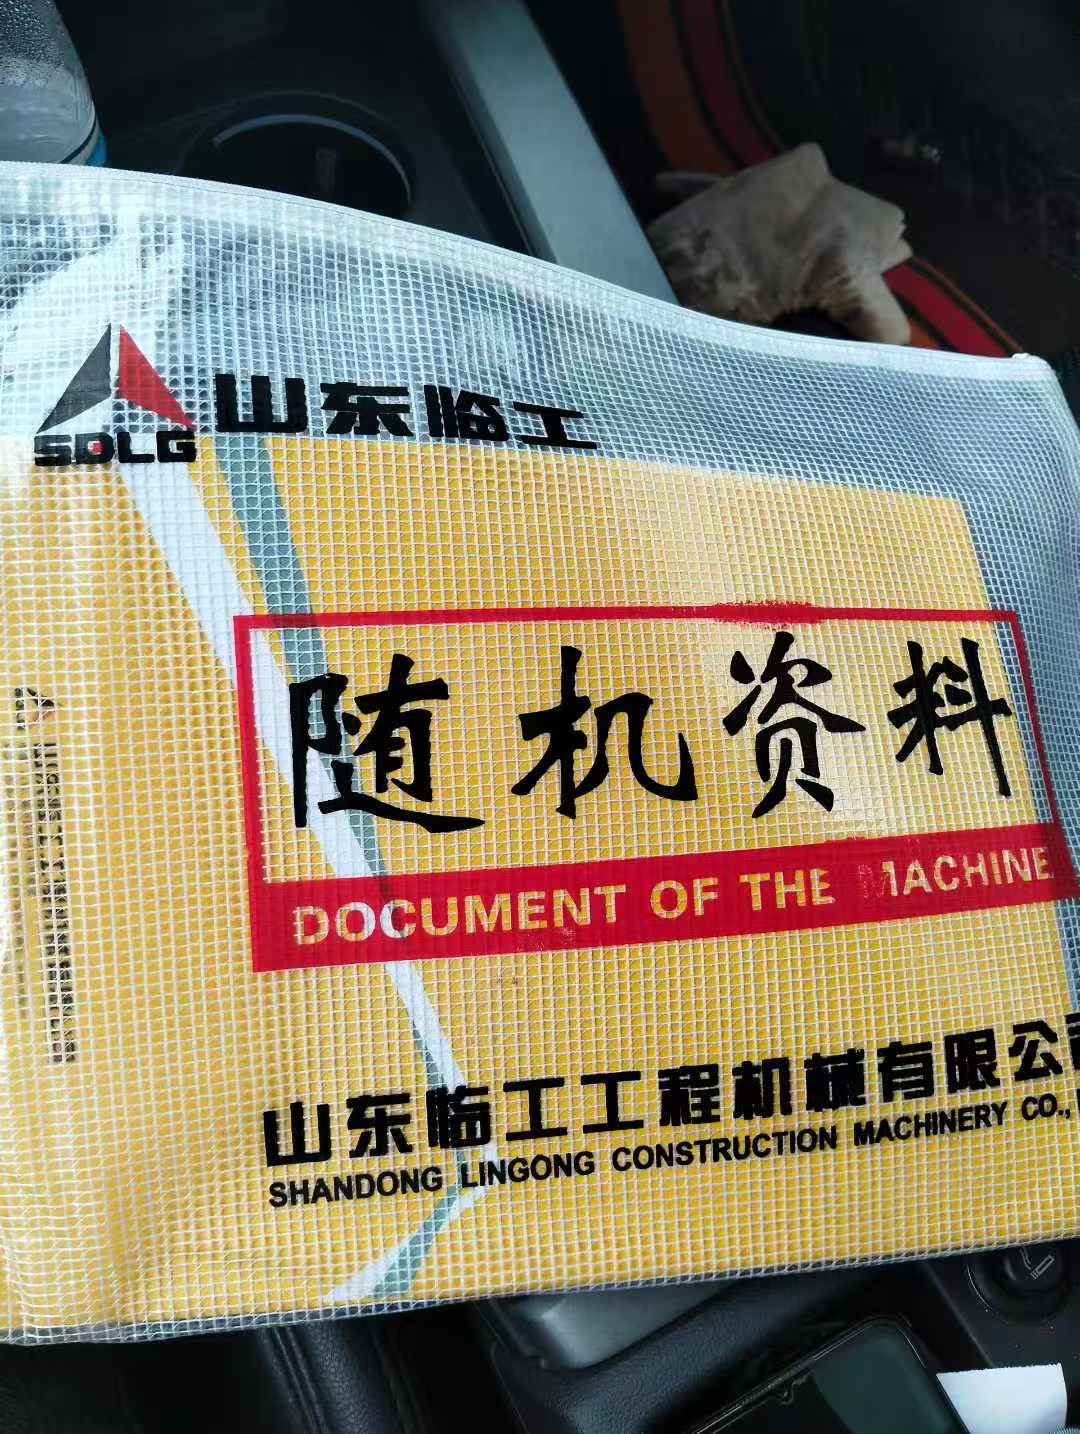 SDLG
山东临工
随机资料
DOCUMENT OF THE MACHINE
山东临工工程机械有限公司
SHANDONG LINGONG CONSTRUCTION MACHINERY CO.,